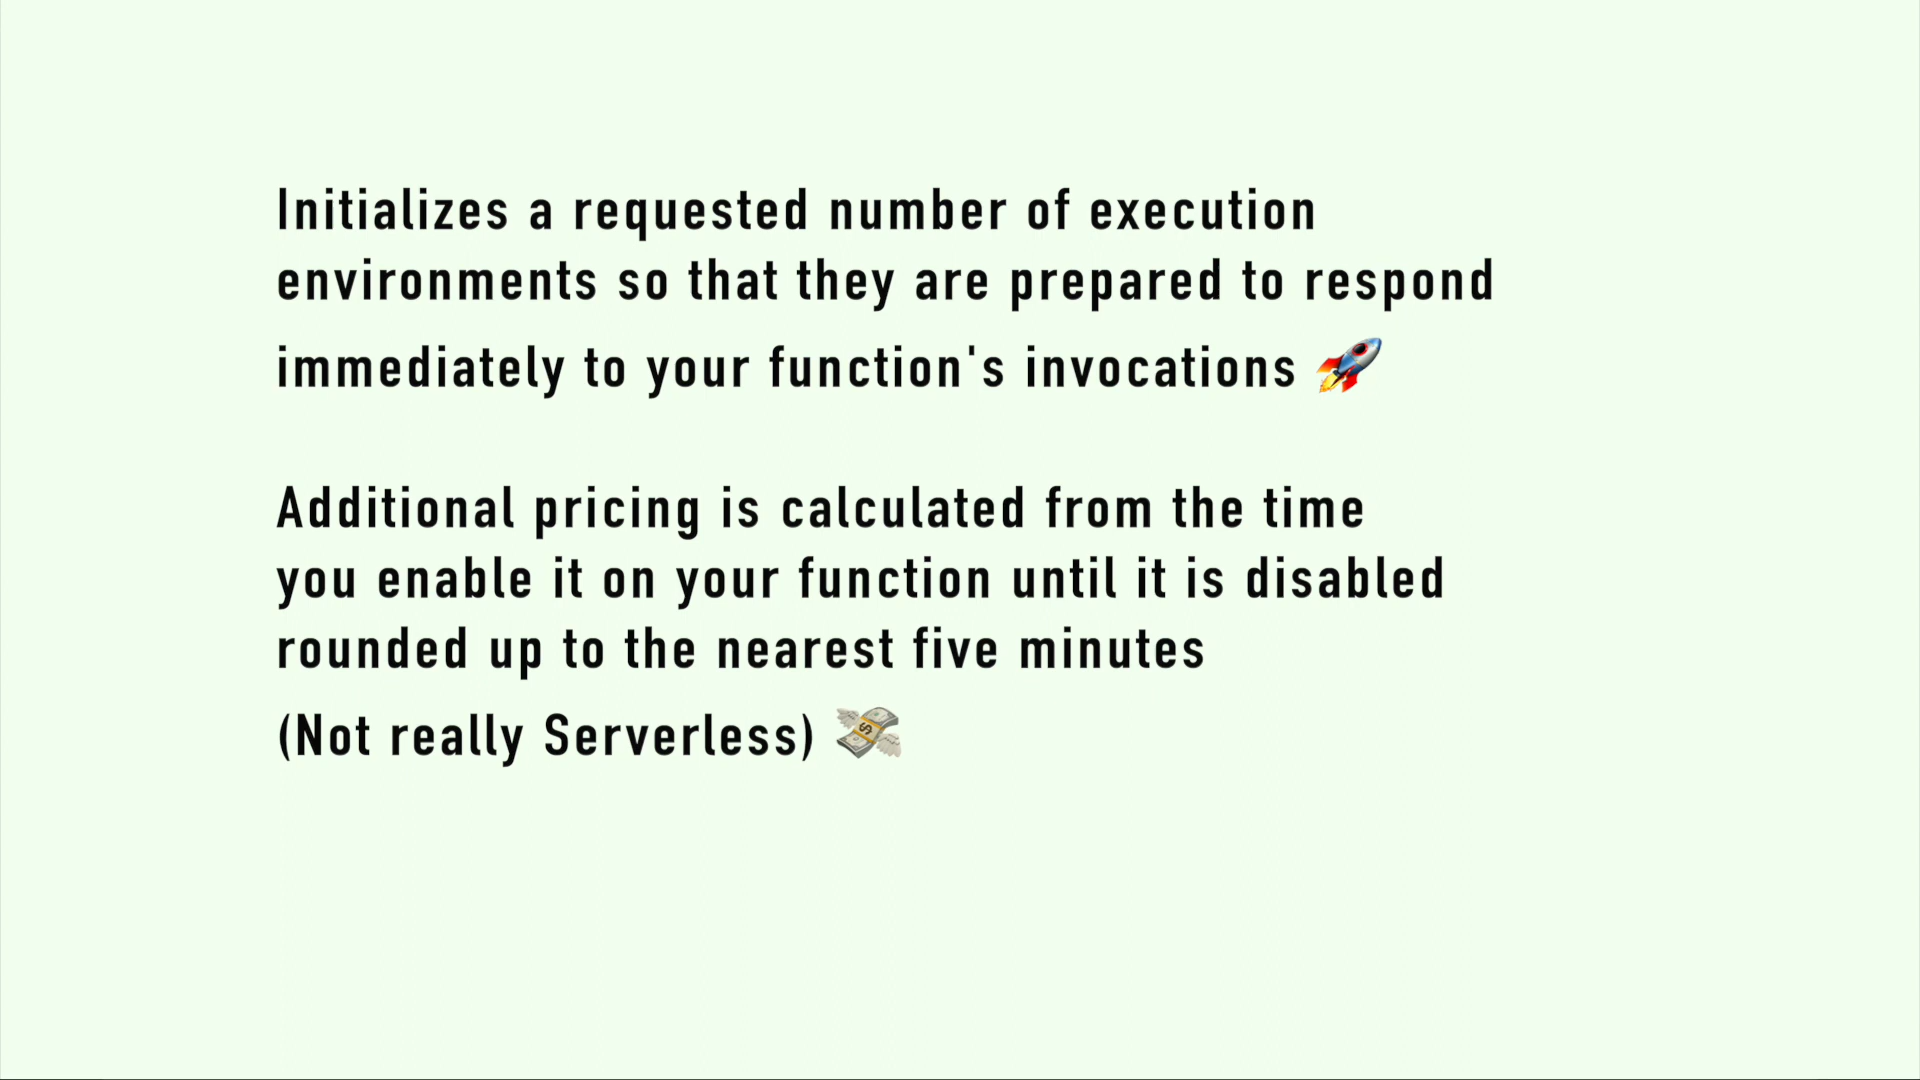 Initializes a requested number of execution
environments so that they are prepared to respond
immediately to your function's invocations 🚀
Additional pricing is calculated from the time
you enable it on your function until it is disabled
rounded up to the nearest five minutes
(Not really Serverless) 💸